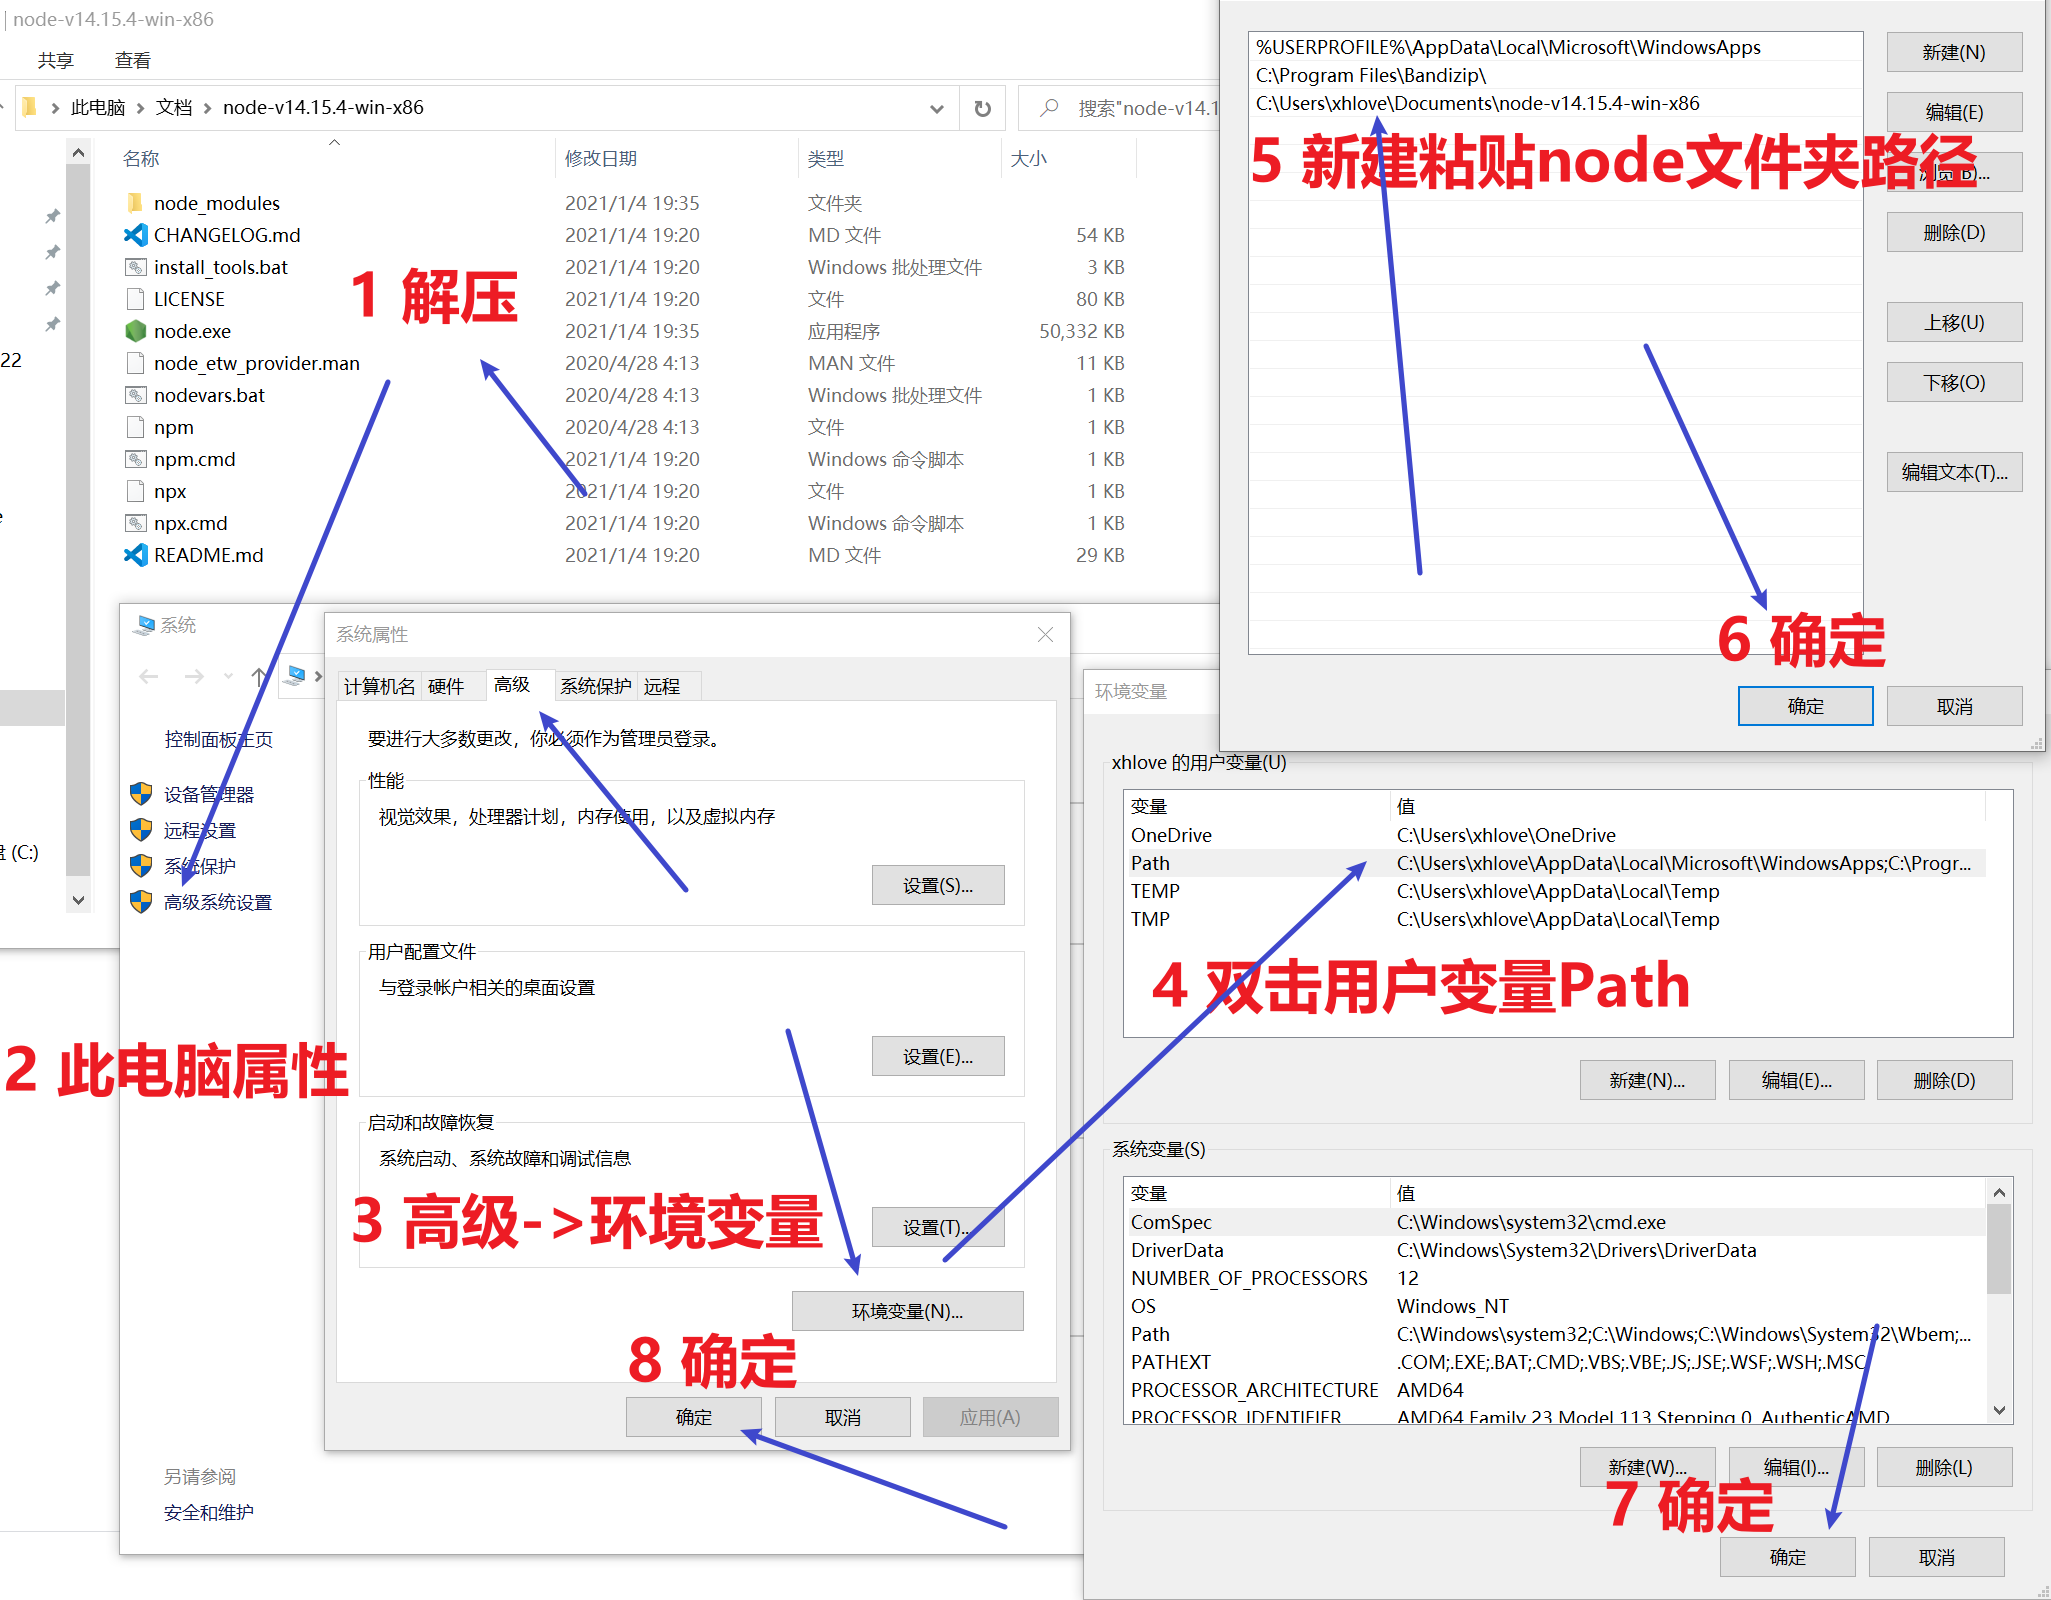 node-v14.15.4-win-x86
共享 查看
此电脑 文档 node-v14.15.4-win-x86
搜索"node-v14.1
名称 修改日期 类型 大小
node_modules 2021/1/4 19:35 文件夹
CHANGELOG.md 2021/1/4 19:20 MD 文件 54 KB
install_tools.bat 2021/1/4 19:20 Windows 批处理文件 3 KB
LICENSE 2021/1/4 19:20 文件 80 KB
node.exe 2021/1/4 19:35 应用程序 50,332 KB
node_etw_provider.man 2020/4/28 4:13 MAN 文件 11 KB
nodevars.bat 2020/4/28 4:13 Windows 批处理文件 1 KB
npm 2020/4/28 4:13 文件 1 KB
npm.cmd 2021/1/4 19:20 Windows 命令脚本 1 KB
npx 2021/1/4 19:20 文件 1 KB
npx.cmd 2021/1/4 19:20 Windows 命令脚本 1 KB
README.md 2021/1/4 19:20 MD 文件 29 KB
1 解压
22
(C:)
系统
控制面板主页
设备管理器
远程设置
系统保护
高级系统设置
2 此电脑属性
另请参阅
安全和维护
系统属性
计算机名 硬件 高级 系统保护 远程
要进行大多数更改，你必须作为管理员登录。
性能
视觉效果，处理器计划，内存使用，以及虚拟内存
设置(S)...
用户配置文件
与登录帐户相关的桌面设置
设置(E)...
启动和故障恢复
系统启动、系统故障和调试信息
设置(T)...
3 高级->环境变量
环境变量(N)...
8 确定
确定 取消 应用(A)
%USERPROFILE%\AppData\Local\Microsoft\WindowsApps
C:\Program Files\Bandizip\
C:\Users\xhlove\Documents\node-v14.15.4-win-x86
5 新建粘贴node文件夹路径
新建(N)
编辑(E)
浏览(B)...
删除(D)
上移(U)
下移(O)
编辑文本(T)...
6 确定
确定 取消
环境变量
xhlove 的用户变量(U)
变量 值
OneDrive C:\Users\xhlove\OneDrive
Path C:\Users\xhlove\AppData\Local\Microsoft\WindowsApps;C:\Progr...
TEMP C:\Users\xhlove\AppData\Local\Temp
TMP C:\Users\xhlove\AppData\Local\Temp
4 双击用户变量Path
新建(N)... 编辑(E)... 删除(D)
系统变量(S)
变量 值
ComSpec C:\Windows\system32\cmd.exe
DriverData C:\Windows\System32\Drivers\DriverData
NUMBER_OF_PROCESSORS 12
OS Windows_NT
Path C:\Windows\system32;C:\Windows;C:\Windows\System32\Wbem;...
PATHEXT .COM;.EXE;.BAT;.CMD;.VBS;.VBE;.JS;.JSE;.WSF;.WSH;.MSC
PROCESSOR_ARCHITECTURE AMD64
PROCESSOR_IDENTIFIER AMD64 Family 23 Model 113 Stepping 0, AuthenticAMD
新建(W)... 编辑(I)... 删除(L)
7 确定
确定 取消